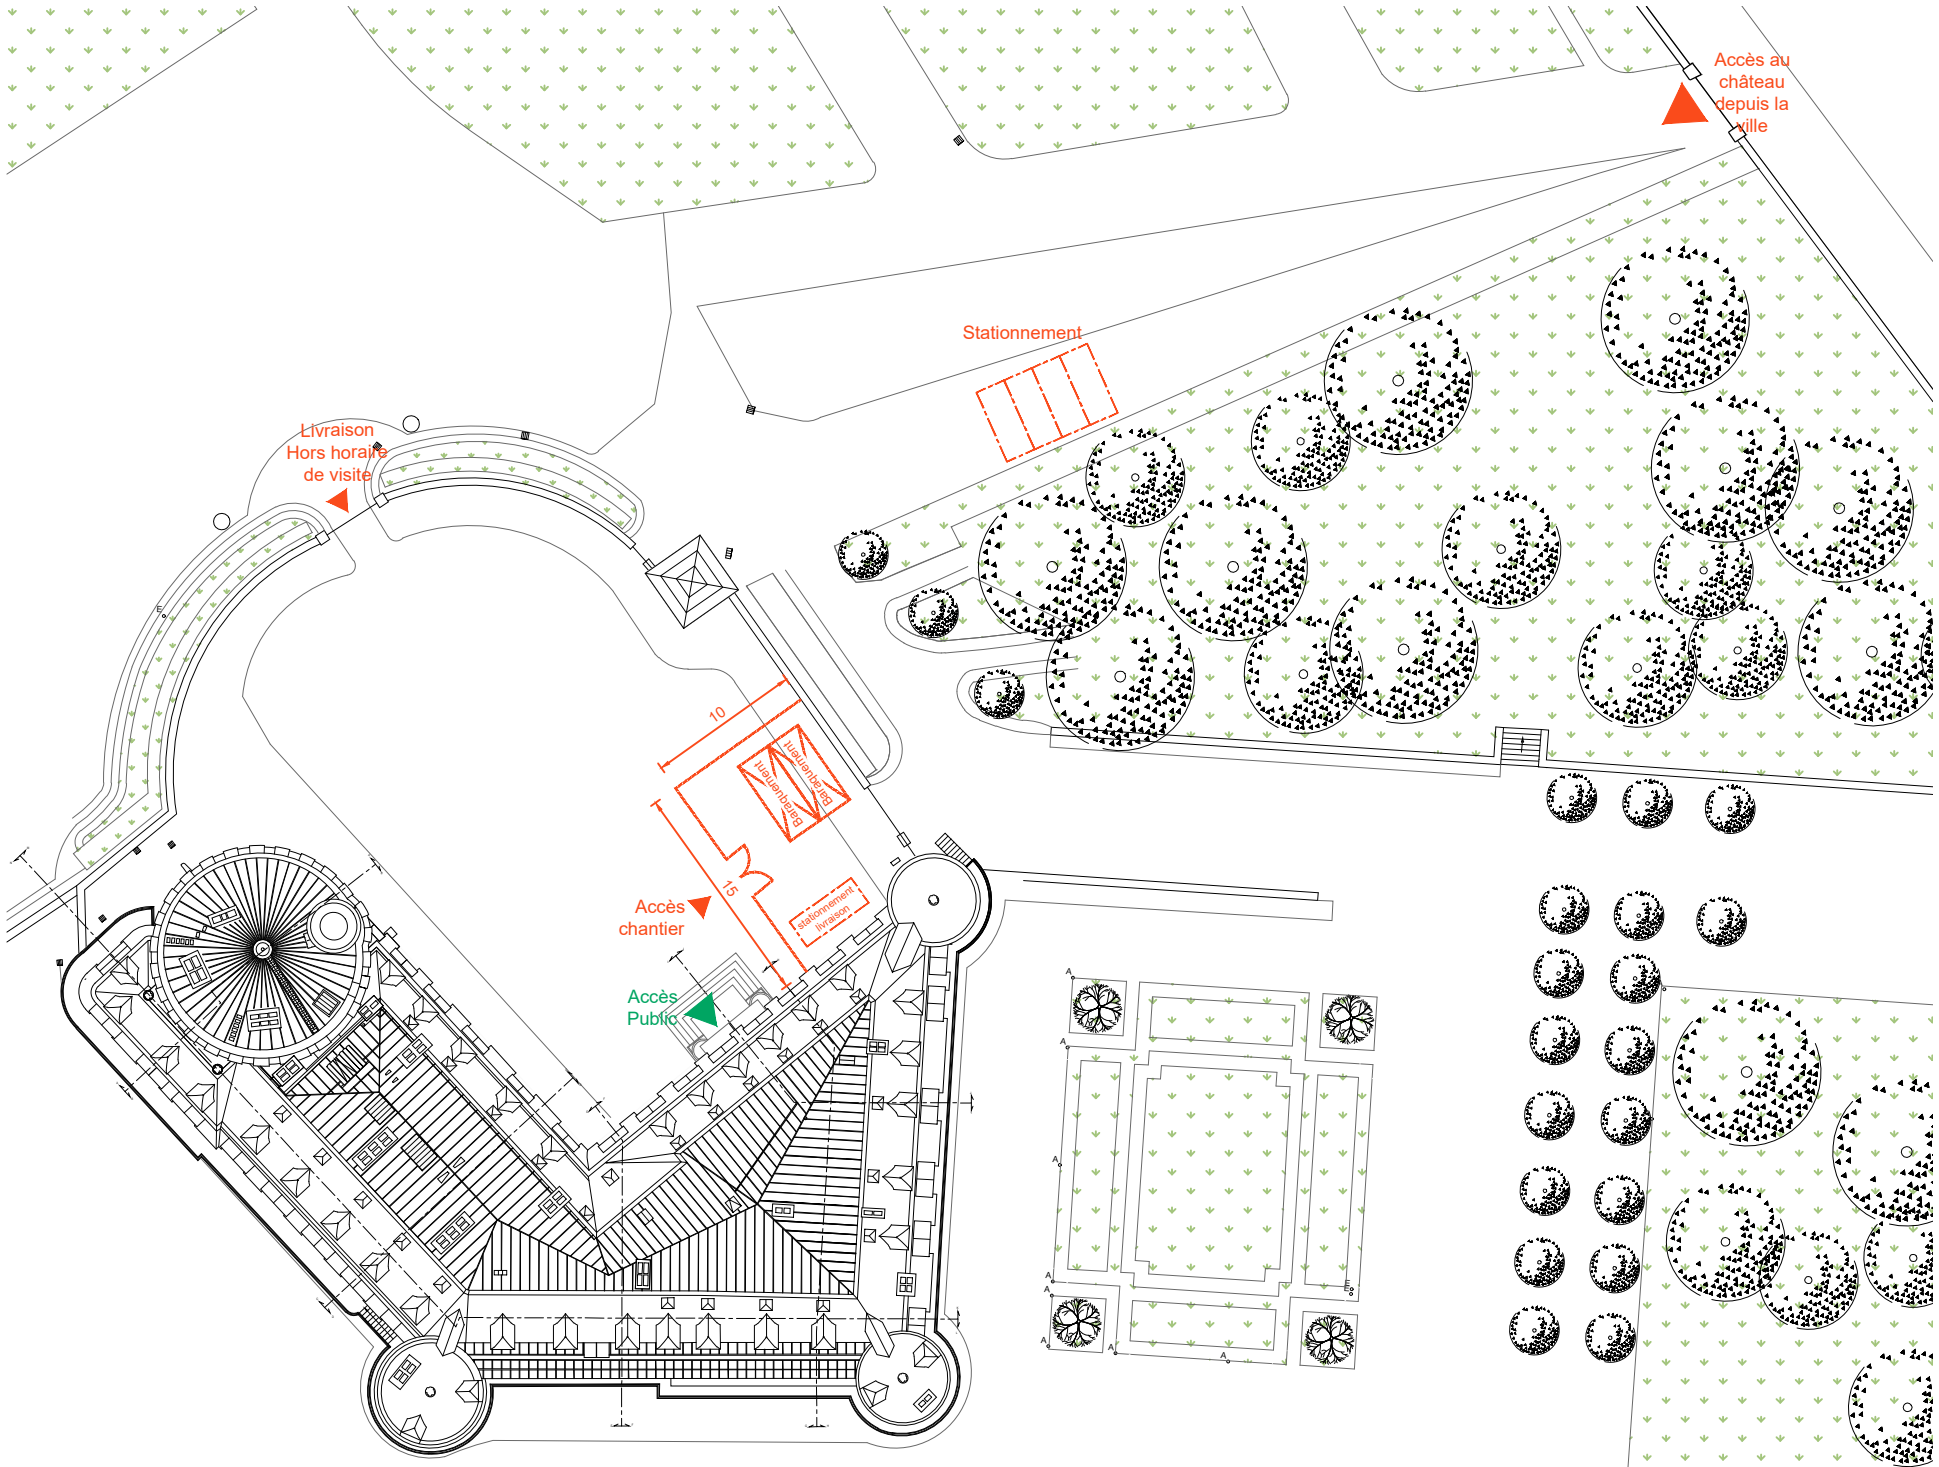 Accès au
château
depuis la
ville
Stationnement
Livraison
Hors horaire
de visite
E
10
Baraquement
Baraquement
15
stationnement
livraison
Accès
chantier
Accès
Public
A
A
A
A
A
A
A
A
E
E